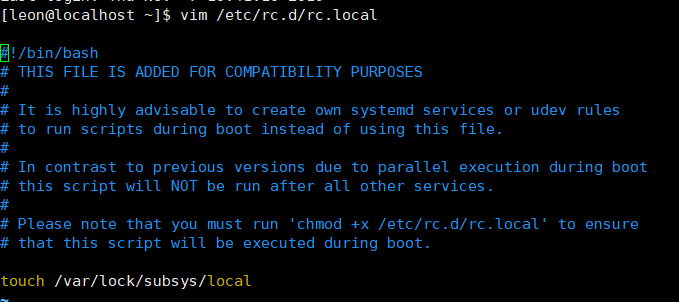 [leon@localhost ~]$ vim /etc/rc.d/rc.local
#!/bin/bash
# THIS FILE IS ADDED FOR COMPATIBILITY PURPOSES
#
# It is highly advisable to create own systemd services or udev rules
# to run scripts during boot instead of using this file.
#
# In contrast to previous versions due to parallel execution during boot
# this script will NOT be run after all other services.
#
# Please note that you must run 'chmod +x /etc/rc.d/rc.local' to ensure
# that this script will be executed during boot.
touch /var/lock/subsys/local
~